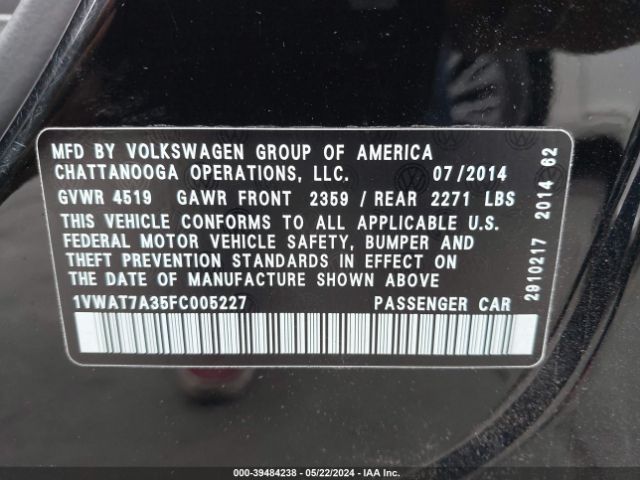 MFD BY VOLKSWAGEN GROUP OF AMERICA
CHATTANOOGA OPERATIONS, LLC. 07/2014
GVWR 4519 GAWR FRONT 2359 / REAR 2271 LBS
THIS VEHICLE CONFORMS TO ALL APPLICABLE U.S.
FEDERAL MOTOR VEHICLE SAFETY, BUMPER AND
THEFT PREVENTION STANDARDS IN EFFECT ON
THE DATE OF MANUFACTURE SHOWN ABOVE
1VWAT7A35FC005227 PASSENGER CAR
2910217 2014 62
000-39484238 - 05/22/2024 - IAA Inc.